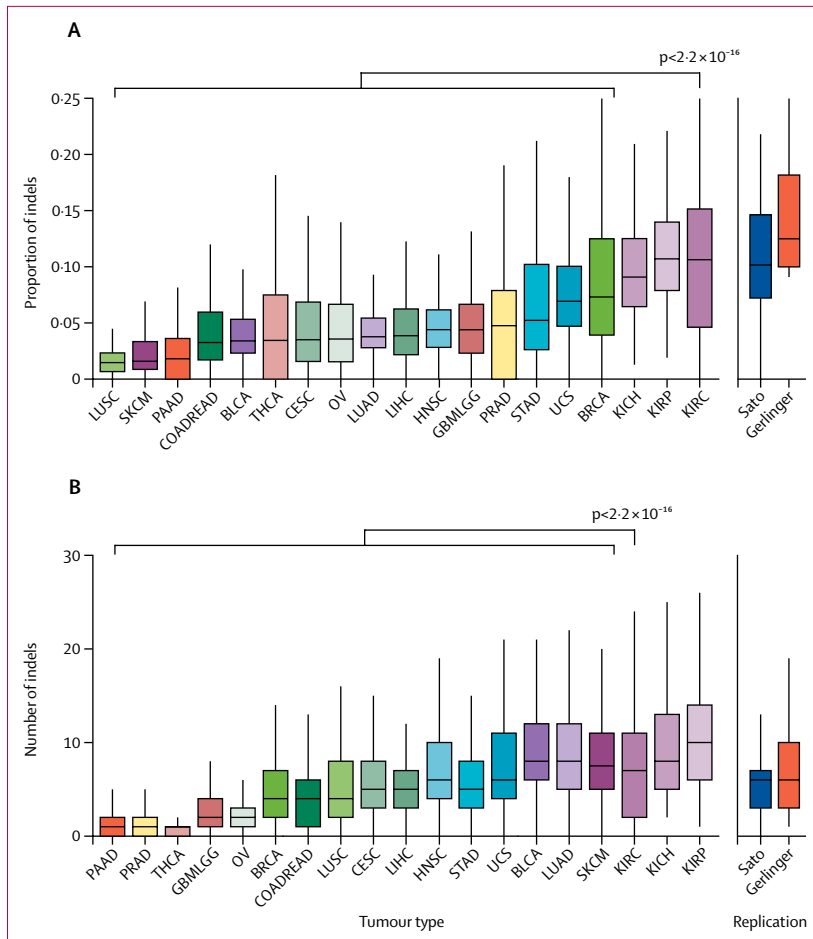 A
p<2·2×10⁻¹⁶
Proportion of indels
0·25
0·20
0·15
0·10
0·05
0
LUSC
SKCM
PAAD
COADREAD
BLCA
THCA
CESC
OV
LUAD
LIHC
HNSC
GBMLGG
PRAD
STAD
UCS
BRCA
KICH
KIRP
KIRC
Sato
Gerlinger
B
p<2·2×10⁻¹⁶
Number of indels
30
20
10
0
PAAD
PRAD
THCA
GBMLGG
OV
BRCA
COADREAD
LUSC
CESC
LIHC
HNSC
STAD
UCS
BLCA
LUAD
SKCM
KIRC
KICH
KIRP
Sato
Gerlinger
Tumour type
Replication